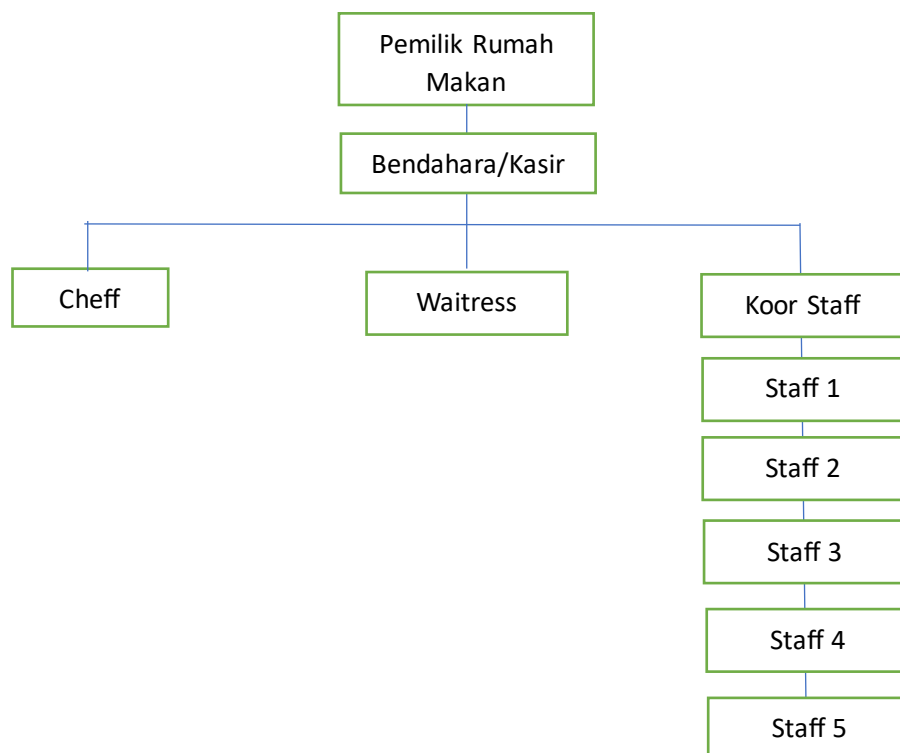 Pemilik Rumah
Makan
Bendahara/Kasir
Cheff
Waitress
Koor Staff
Staff 1
Staff 2
Staff 3
Staff 4
Staff 5